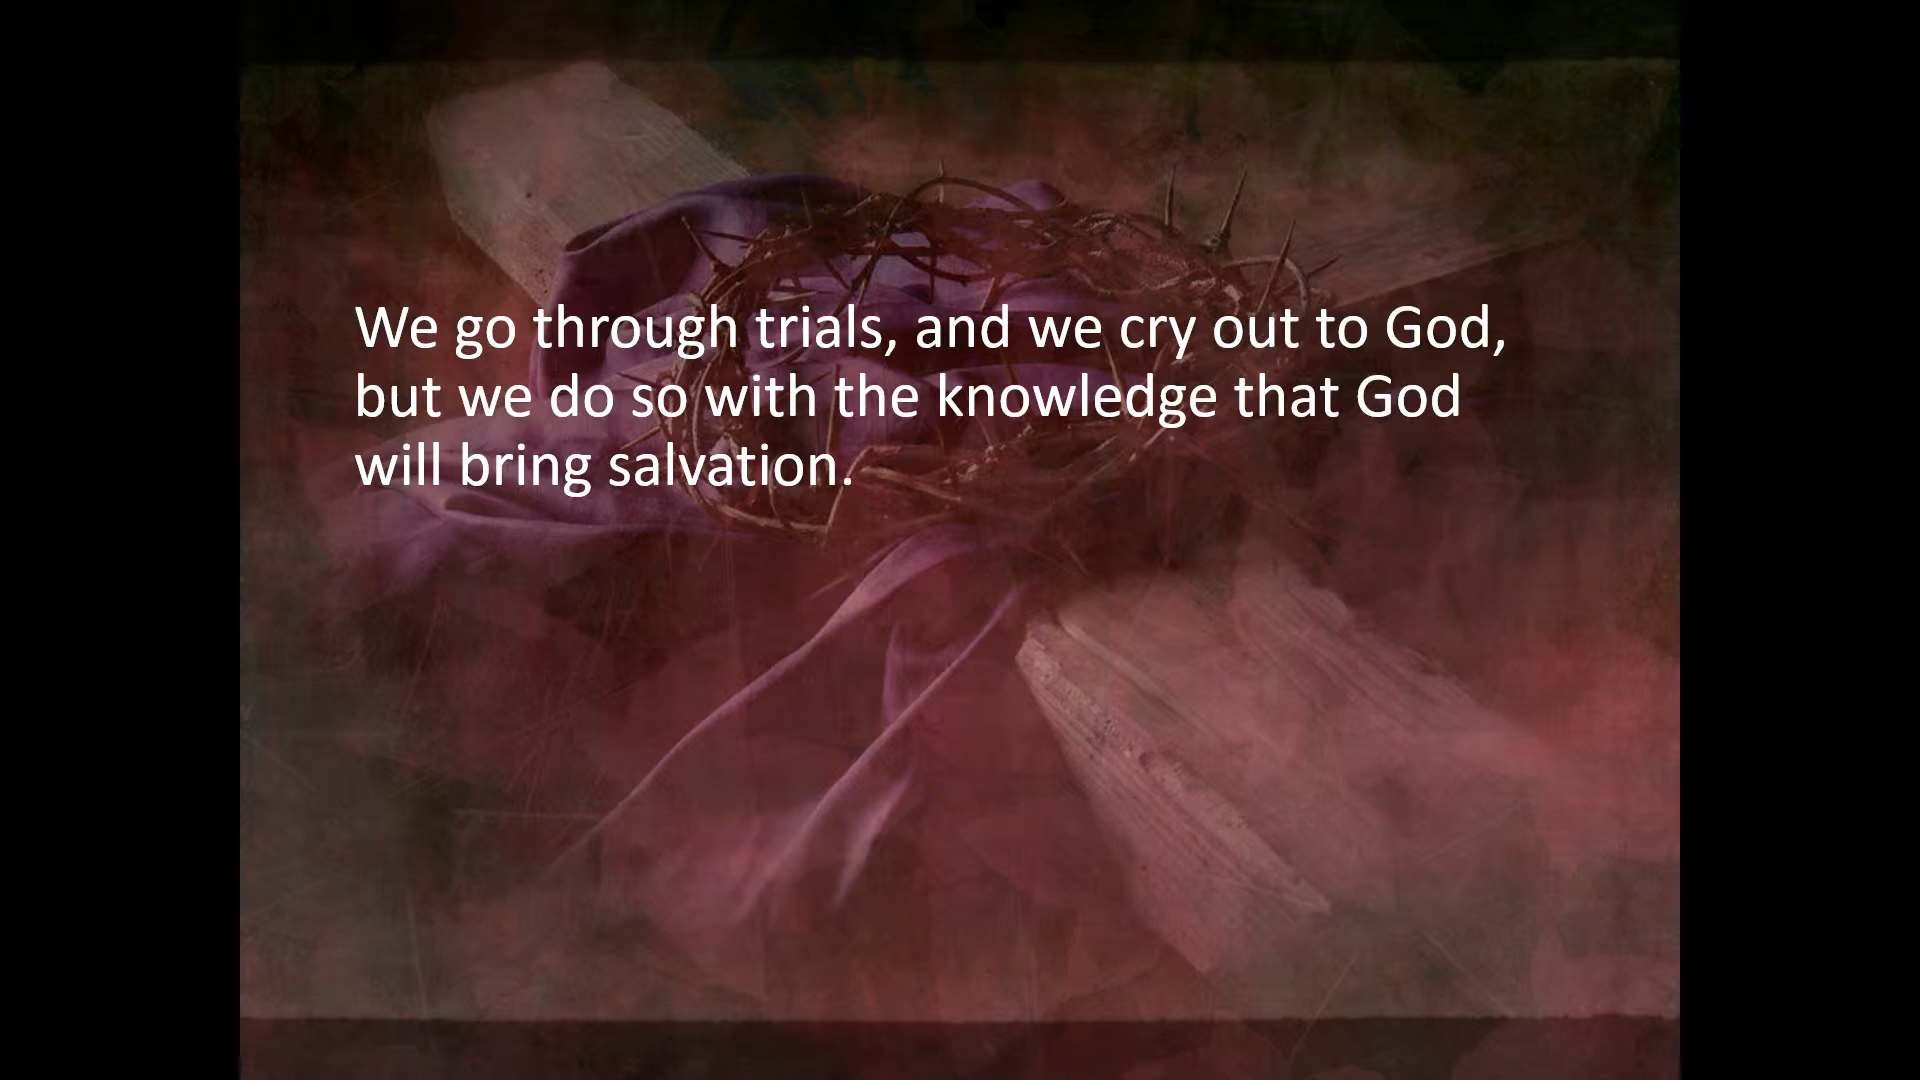 We go through trials, and we cry out to God,
but we do so with the knowledge that God
will bring salvation.